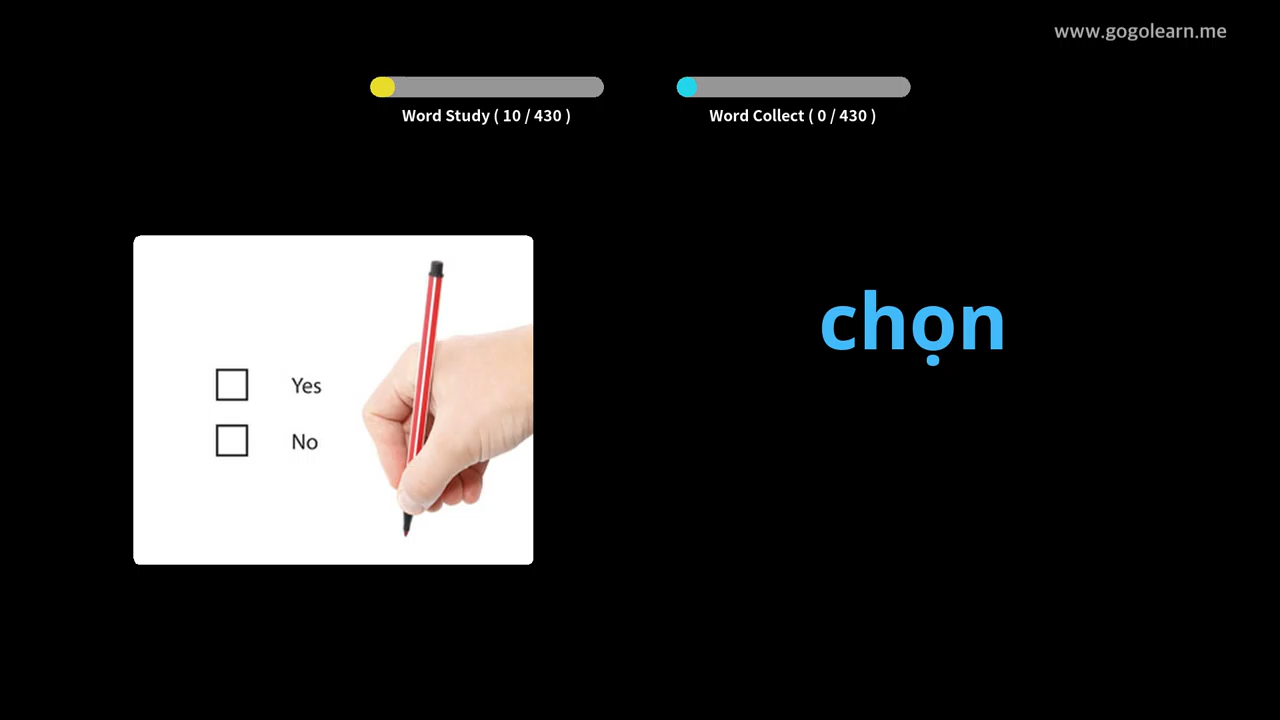 www.gogolearn.me
Word Study ( 10 / 430 )
Word Collect ( 0 / 430 )
Yes
No
chọn